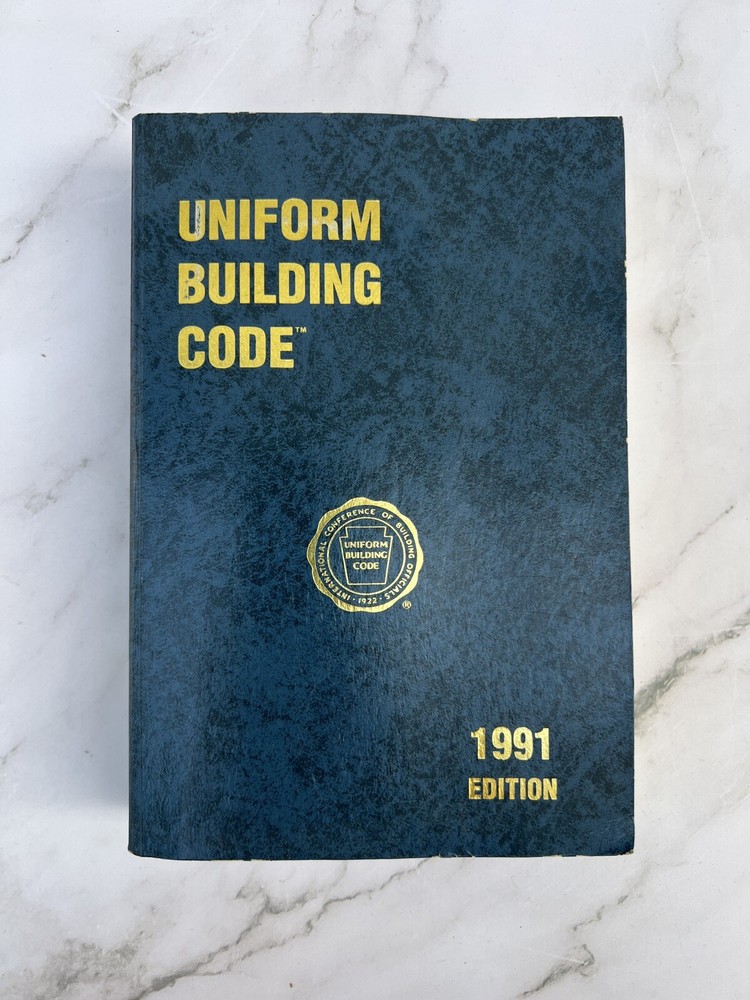 UNIFORM
BUILDING
CODE™
INTERNATIONAL CONFERENCE OF BUILDING OFFICIALS
· 1922 ·
UNIFORM
BUILDING
CODE
®
1991
EDITION